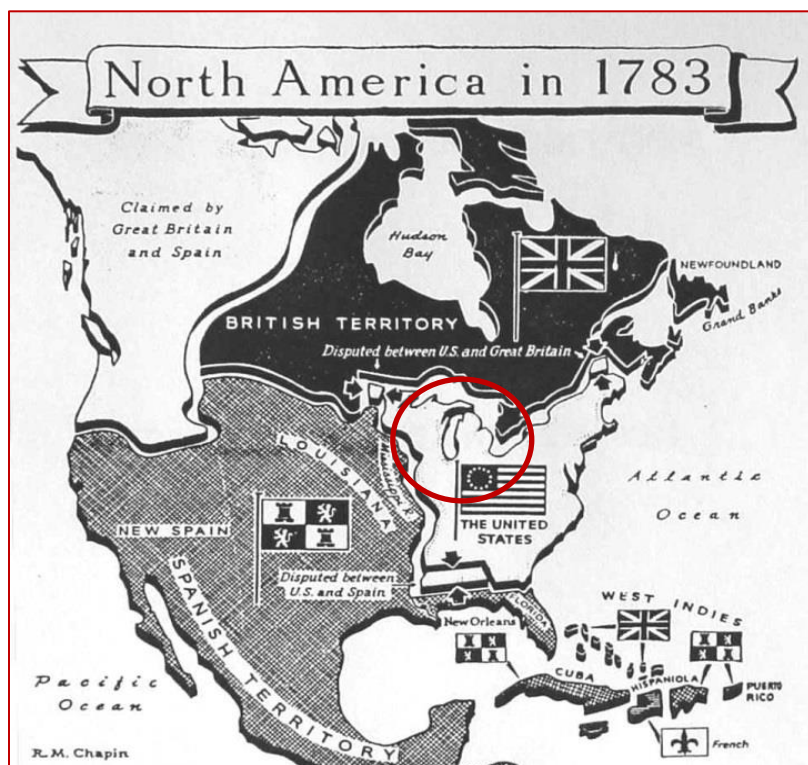 North America in 1783
Claimed by
Great Britain
and Spain
Hudson
Bay
NEWFOUNDLAND
Grand Banks
BRITISH TERRITORY
Disputed between U.S. and Great Britain
LOUISIANA
Mississippi R.
Atlantic
Ocean
NEW SPAIN
THE UNITED
STATES
SPANISH TERRITORY
Disputed between
U.S. and Spain
FLORIDA
New Orleans
WEST INDIES
CUBA
HISPANIOLA
PUERTO
RICO
Pacific
Ocean
French
R.M. Chapin